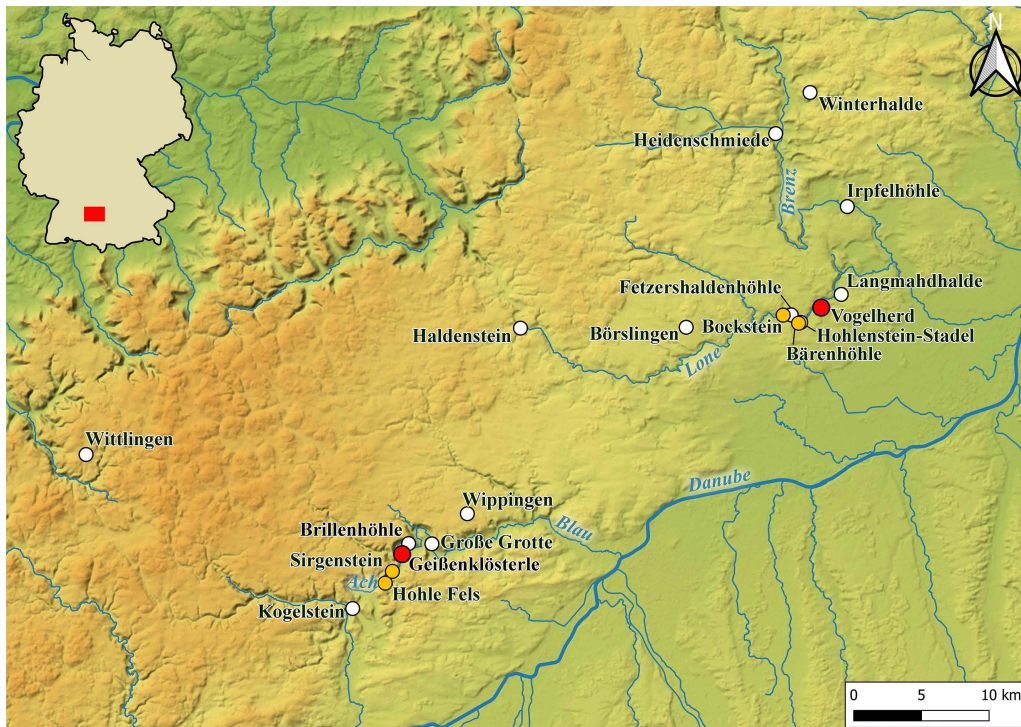 N
Winterhalde
Heidenschmiede
Brenz
Irpfelhöhle
Langmahdhalde
Fetzershaldenhöhle
Vogelherd
Bockstein
Hohlenstein-Stadel
Bärenhöhle
Haldenstein
Börslingen
Lone
Wittlingen
Danube
Wippingen
Blau
Brillenhöhle
Große Grotte
Sirgenstein
Geißenklösterle
Ach
Hohle Fels
Kogelstein
0 5 10 km